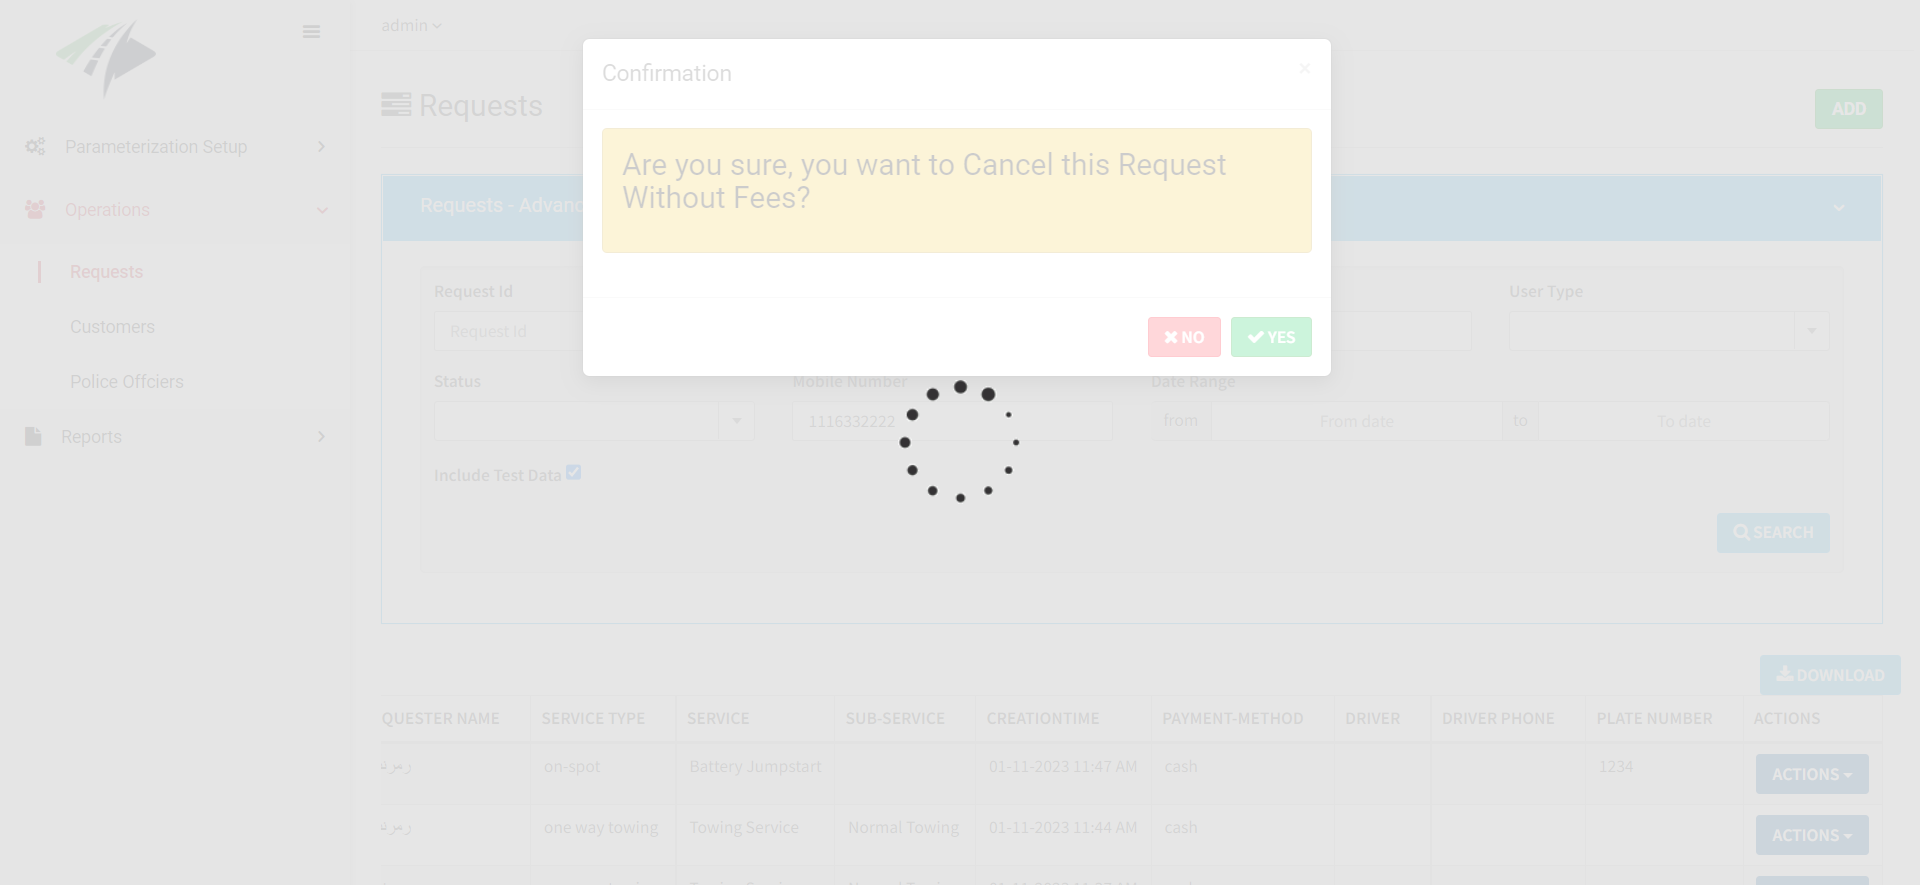 admin
Confirmation
×
Requests
ADD
Parameterization Setup
Operations
Requests
Customers
Police Offciers
Reports
Are you sure, you want to Cancel this Request
Without Fees?
NO
YES
Requests - Advanc
Request Id
User Type
Request Id
Status
Mobile Number
Date Range
1116332222
from
From date
to
To date
Include Test Data
SEARCH
DOWNLOAD
QUESTER NAME SERVICE TYPE SERVICE SUB-SERVICE CREATIONTIME PAYMENT-METHOD DRIVER DRIVER PHONE PLATE NUMBER ACTIONS
on-spot Battery Jumpstart 01-11-2023 11:47 AM cash 1234 ACTIONS
one way towing Towing Service Normal Towing 01-11-2023 11:44 AM cash ACTIONS